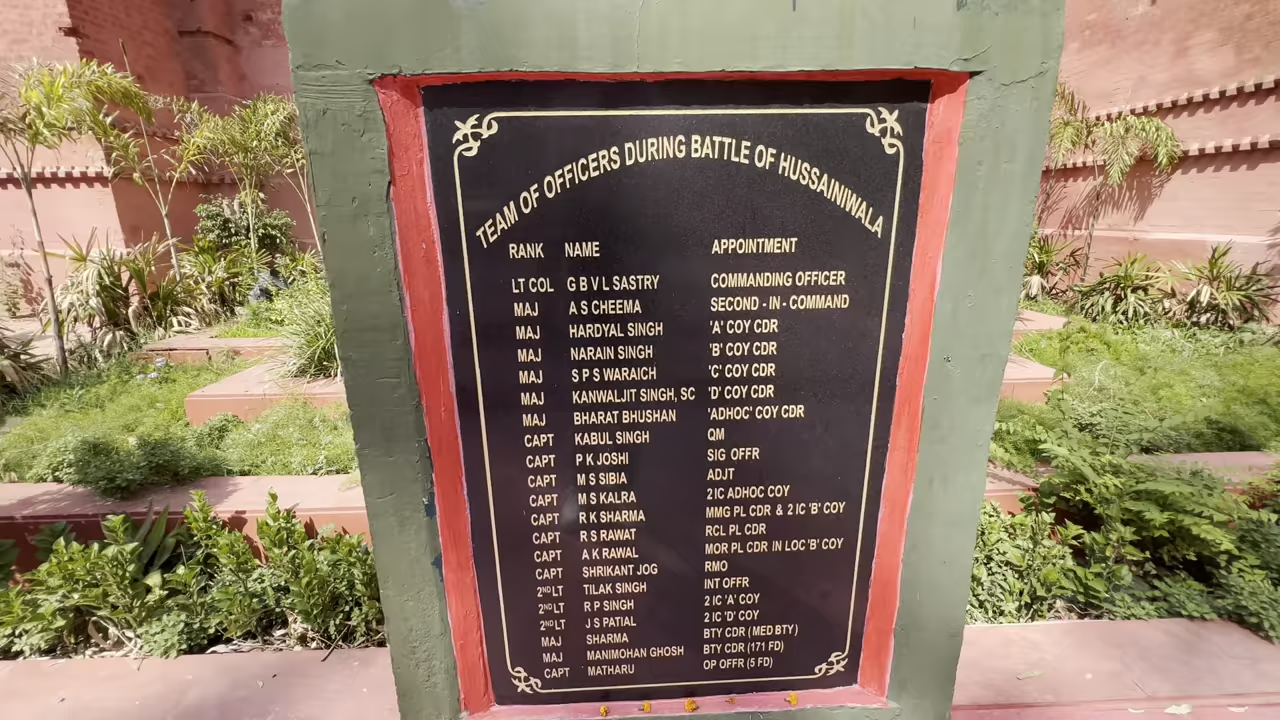 TEAM OF OFFICERS DURING BATTLE OF HUSSAINIWALA
RANK NAME APPOINTMENT
LT COL G B V L SASTRY COMMANDING OFFICER
MAJ A S CHEEMA SECOND - IN - COMMAND
MAJ HARDYAL SINGH 'A' COY CDR
MAJ NARAIN SINGH 'B' COY CDR
MAJ S P S WARAICH 'C' COY CDR
MAJ KANWALJIT SINGH, SC 'D' COY CDR
MAJ BHARAT BHUSHAN 'ADHOC' COY CDR
CAPT KABUL SINGH QM
CAPT P K JOSHI SIG OFFR
CAPT M S SIBIA ADJT
CAPT M S KALRA 2 IC ADHOC COY
CAPT R K SHARMA MMG PL CDR & 2 IC 'B' COY
CAPT R S RAWAT RCL PL CDR
CAPT A K RAWAL MOR PL CDR IN LOC 'B' COY
CAPT SHRIKANT JOG RMO
2ND LT TILAK SINGH INT OFFR
2ND LT R P SINGH 2 IC 'A' COY
2ND LT J S PATIAL 2 IC 'D' COY
MAJ SHARMA BTY CDR (MED BTY)
MAJ MANIMOHAN GHOSH BTY CDR (171 FD)
CAPT MATHARU OP OFFR (5 FD)